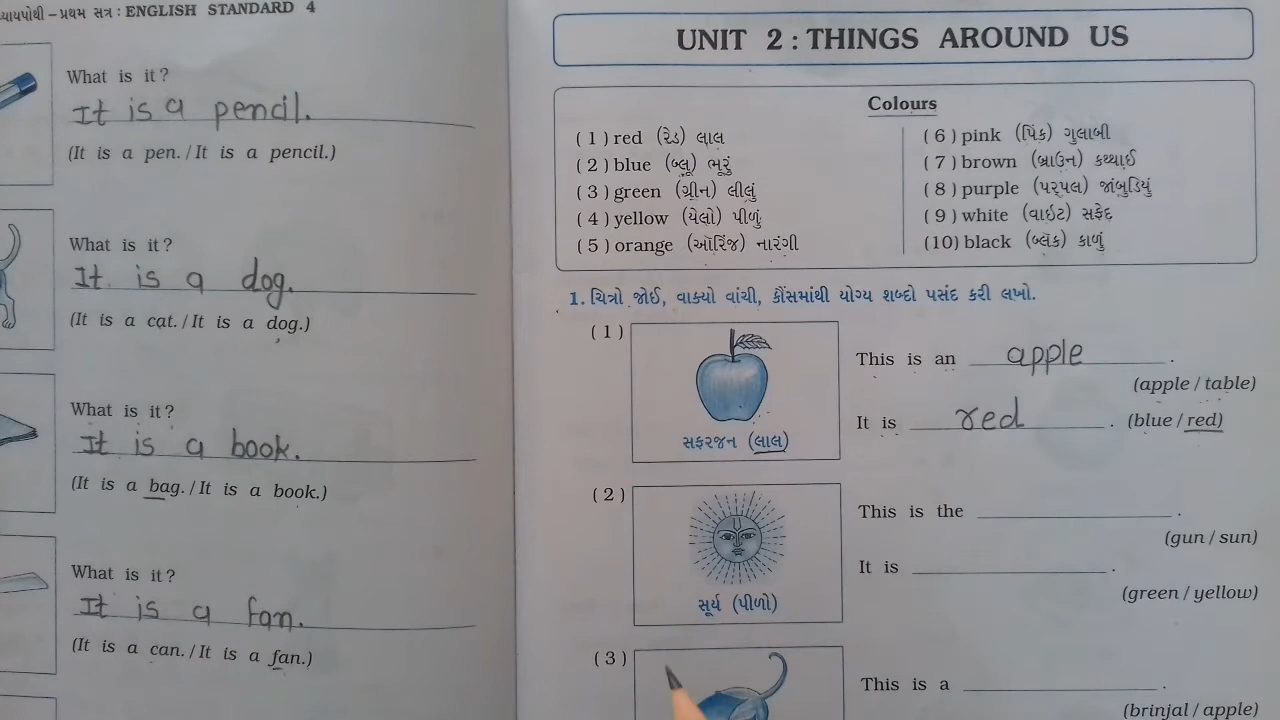 ધ્યાયપોથી – પ્રથમ સત્ર : ENGLISH STANDARD 4
What is it?
It is a pencil.
(It is a pen. / It is a pencil.)
What is it?
It is a dog.
(It is a cat. / It is a dog.)
What is it?
It is a book.
(It is a bag. / It is a book.)
What is it?
It is a fan.
(It is a can. / It is a fan.)
UNIT 2 : THINGS AROUND US
Colours
(1) red (રેડ) લાલ
(2) blue (બ્લૂ) ભૂરું
(3) green (ગ્રીન) લીલું
(4) yellow (યેલો) પીળું
(5) orange (ઑરિંજ) નારંગી
(6) pink (પિંક) ગુલાબી
(7) brown (બ્રાઉન) કથ્થાઈ
(8) purple (પર્પલ) જાંબુડિયું
(9) white (વાઇટ) સફેદ
(10) black (બ્લૅક) કાળું
1. ચિત્રો જોઈ, વાક્યો વાંચી, કૌંસમાંથી યોગ્ય શબ્દો પસંદ કરી લખો.
(1)
સફરજન (લાલ)
This is an apple .
(apple / table)
It is red . (blue / red)
(2)
સૂર્ય (પીળો)
This is the ____________ .
(gun / sun)
It is ____________ .
(green / yellow)
(3)
This is a ____________ .
(brinjal / apple)